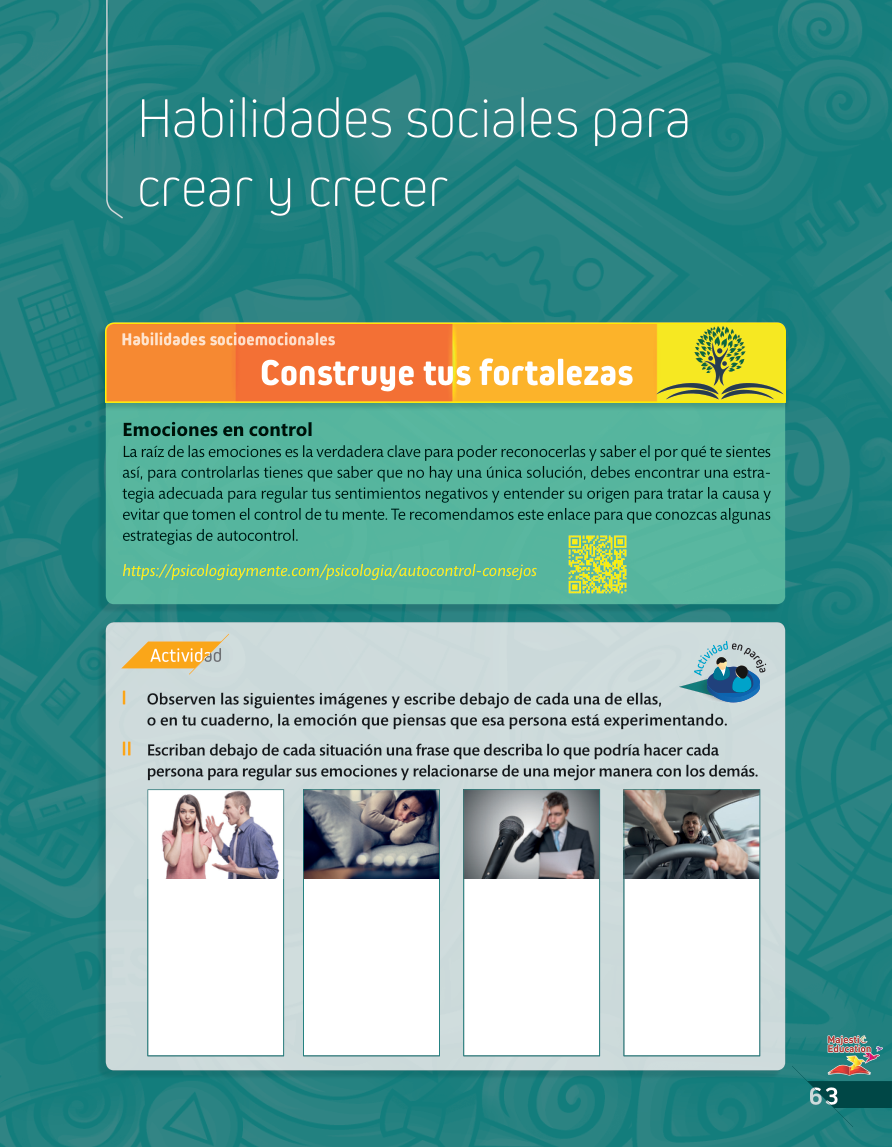 Habilidades sociales para
crear y crecer
Habilidades socioemocionales
Construye tus fortalezas
Emociones en control
La raíz de las emociones es la verdadera clave para poder reconocerlas y saber el por qué te sientes
así, para controlarlas tienes que saber que no hay una única solución, debes encontrar una estra-
tegia adecuada para regular tus sentimientos negativos y entender su origen para tratar la causa y
evitar que tomen el control de tu mente. Te recomendamos este enlace para que conozcas algunas
estrategias de autocontrol.
https://psicologiaymente.com/psicologia/autocontrol-consejos
Actividad
Actividad en pareja
I Observen las siguientes imágenes y escribe debajo de cada una de ellas,
o en tu cuaderno, la emoción que piensas que esa persona está experimentando.
II Escriban debajo de cada situación una frase que describa lo que podría hacer cada
persona para regular sus emociones y relacionarse de una mejor manera con los demás.
Majestic
Education
63